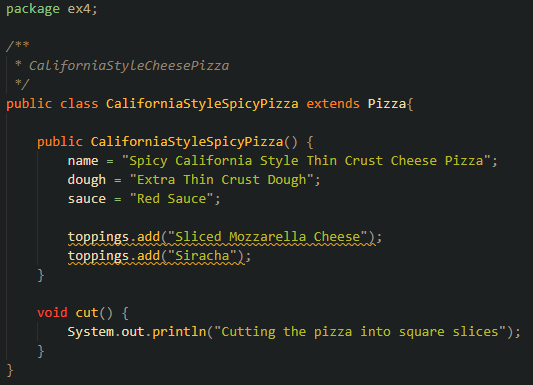 package ex4;
/**
 * CaliforniaStyleCheesePizza
 */
public class CaliforniaStyleSpicyPizza extends Pizza{
    public CaliforniaStyleSpicyPizza() {
        name = "Spicy California Style Thin Crust Cheese Pizza";
        dough = "Extra Thin Crust Dough";
        sauce = "Red Sauce";
        toppings.add("Sliced Mozzarella Cheese");
        toppings.add("Siracha");
    }
    void cut() {
        System.out.println("Cutting the pizza into square slices");
    }
}